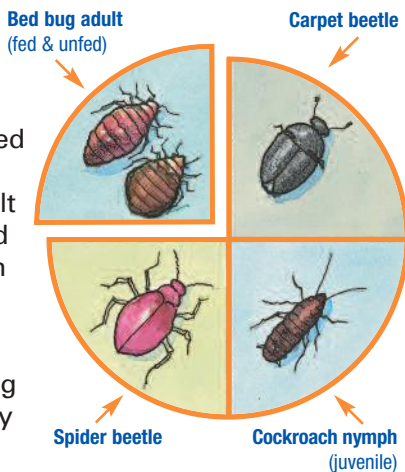 Bed bug adult
(fed & unfed)
Carpet beetle
Spider beetle
Cockroach nymph
(juvenile)